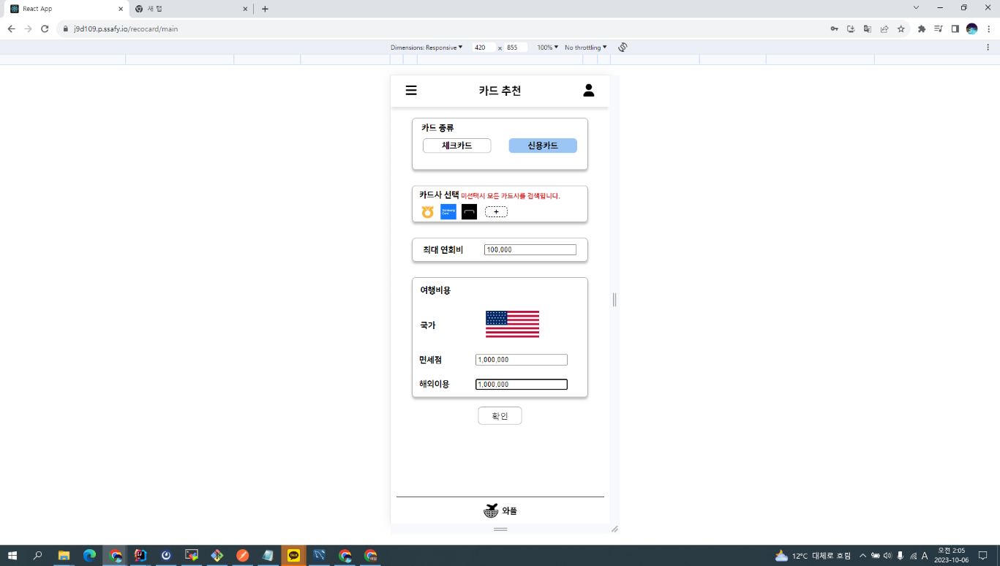 React App
새 탭
j9d109.p.ssafy.io/recocard/main
Dimensions: Responsive 420 × 855 100% No throttling
카드 추천
카드 종류
체크카드 신용카드
카드사 선택 미선택시 모든 카드사를 검색합니다.
Samsung
Card
+
최대 연회비 100,000
여행비용
국가
면세점 1,000,000
해외이용 1,000,000
확인
와플
TALK
12°C 대체로 흐림 A 오전 2:05
2023-10-06